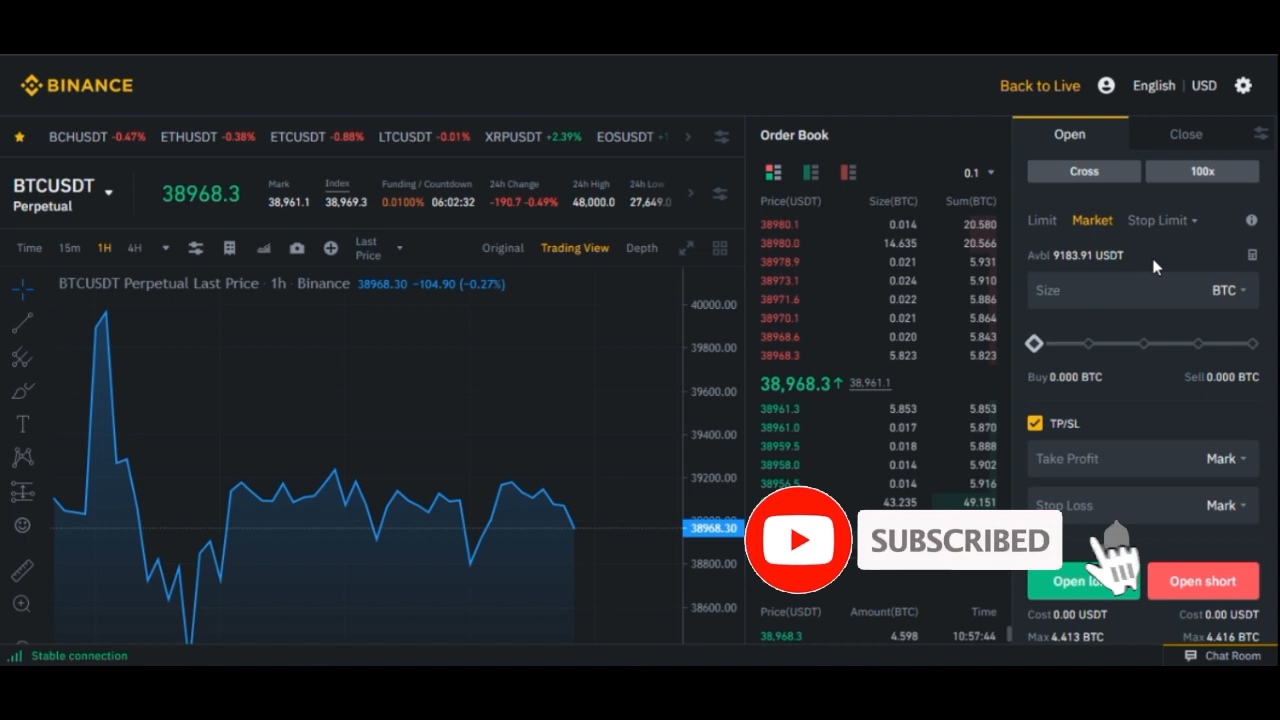 BINANCE
Back to Live English | USD
BCHUSDT -0.47% ETHUSDT -0.38% ETCUSDT -0.88% LTCUSDT -0.01% XRPUSDT +2.39% EOSUSDT
BTCUSDT
Perpetual
38968.3
Mark
38,961.1
Index
38,969.3
Funding / Countdown
0.0100% 06:02:32
24h Change
-190.7 -0.49%
24h High
48,000.0
24h Low
27,649.0
Time 15m 1H 4H Last Price Original Trading View Depth
BTCUSDT Perpetual Last Price · 1h · Binance 38968.30 −104.90 (−0.27%)
40000.00
39800.00
39600.00
39400.00
39200.00
38968.30
38800.00
38600.00
Order Book
0.1
Price(USDT) Size(BTC) Sum(BTC)
38980.1 0.014 20.580
38980.0 14.635 20.566
38978.9 0.021 5.931
38973.1 0.024 5.910
38971.6 0.022 5.886
38970.1 0.021 5.864
38968.6 0.020 5.843
38968.3 5.823 5.823
38,968.3↑ 38,961.1
38961.3 5.853 5.853
38961.0 0.017 5.870
38959.5 0.018 5.888
38958.0 0.014 5.902
38956.5 0.014 5.916
43.235 49.151
Price(USDT) Amount(BTC) Time
38,968.3 4.598 10:57:44
Open Close
Cross 100x
Limit Market Stop Limit
Avbl 9183.91 USDT
Size BTC
Buy 0.000 BTC Sell 0.000 BTC
TP/SL
Take Profit Mark
Stop Loss Mark
SUBSCRIBED
Open Open short
Cost 0.00 USDT Cost 0.00 USDT
Max 4.413 BTC Max 4.416 BTC
Stable connection
Chat Room